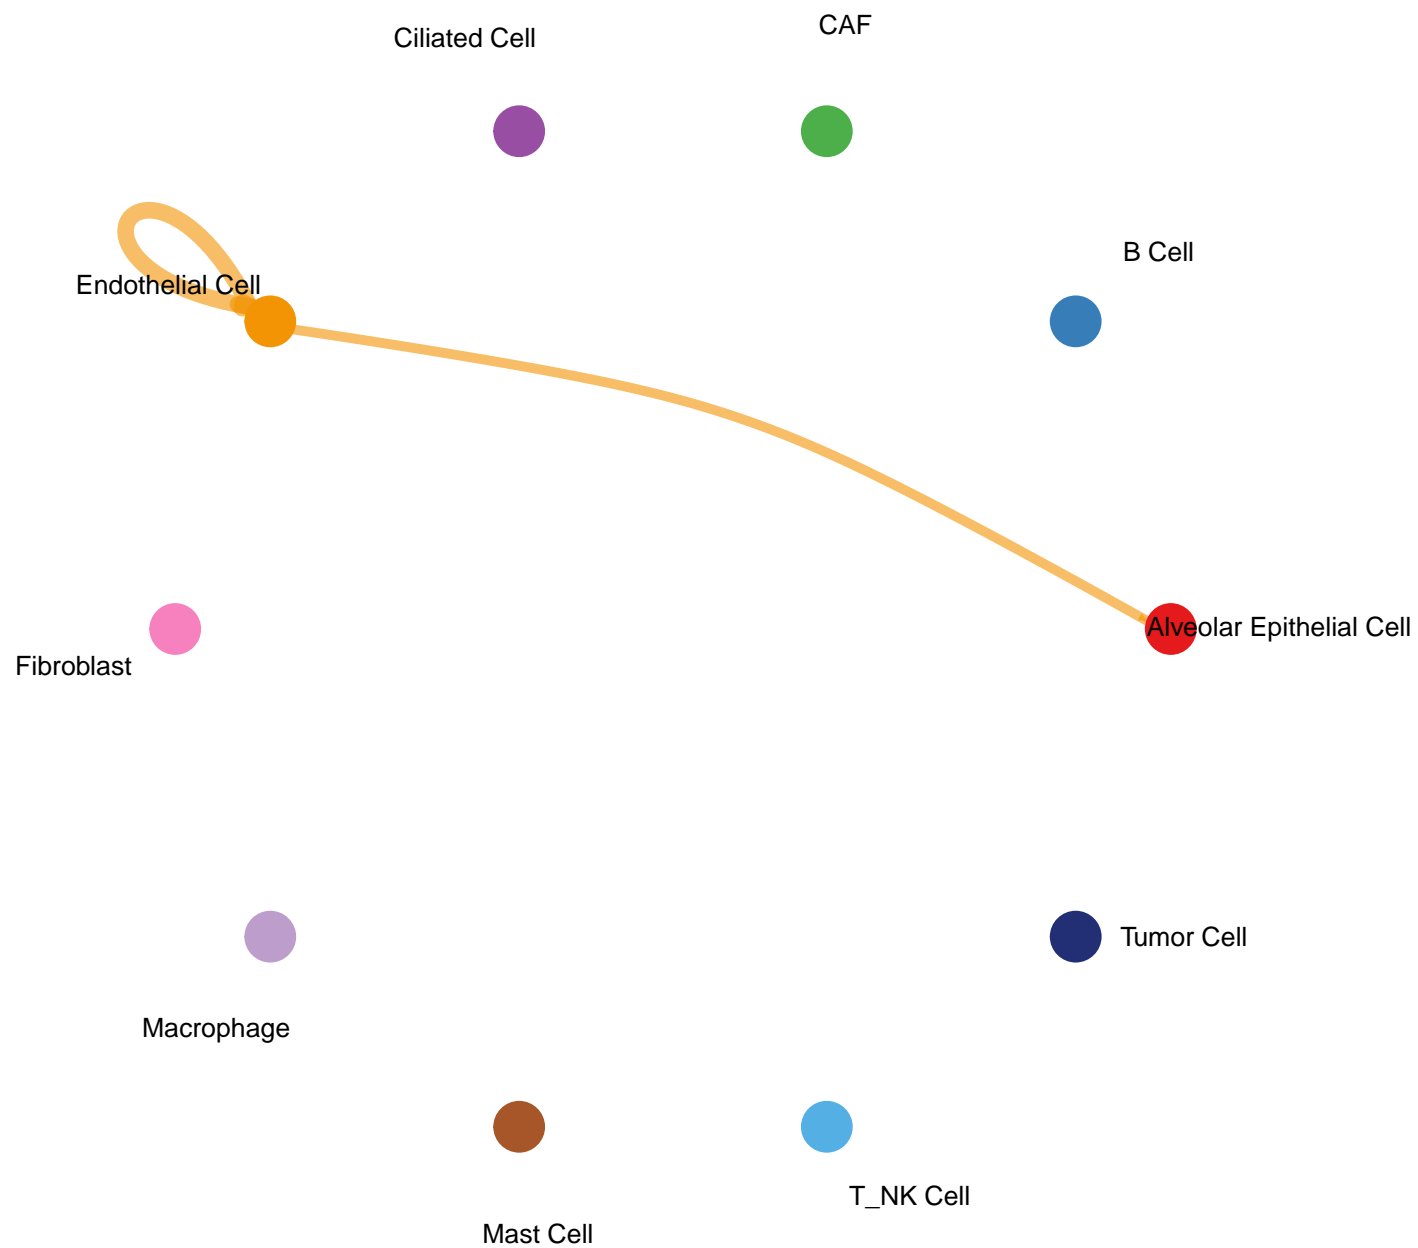 CAF
Ciliated Cell
B Cell
Endothelial Cell
Alveolar Epithelial Cell
Fibroblast
Tumor Cell
Macrophage
T_NK Cell
Mast Cell